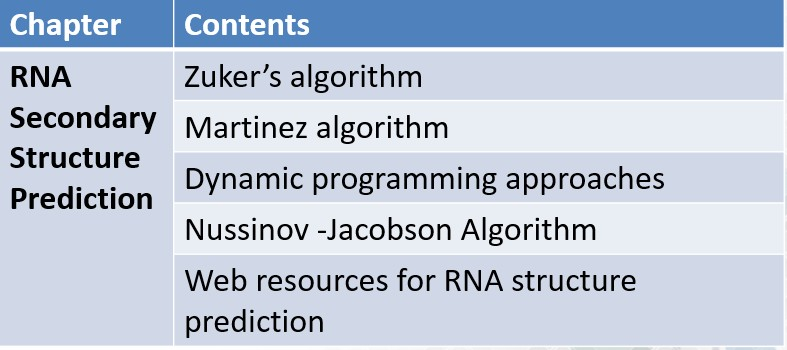 Chapter
Contents
RNA
Secondary
Structure
Prediction
Zuker’s algorithm
Martinez algorithm
Dynamic programming approaches
Nussinov -Jacobson Algorithm
Web resources for RNA structure
prediction